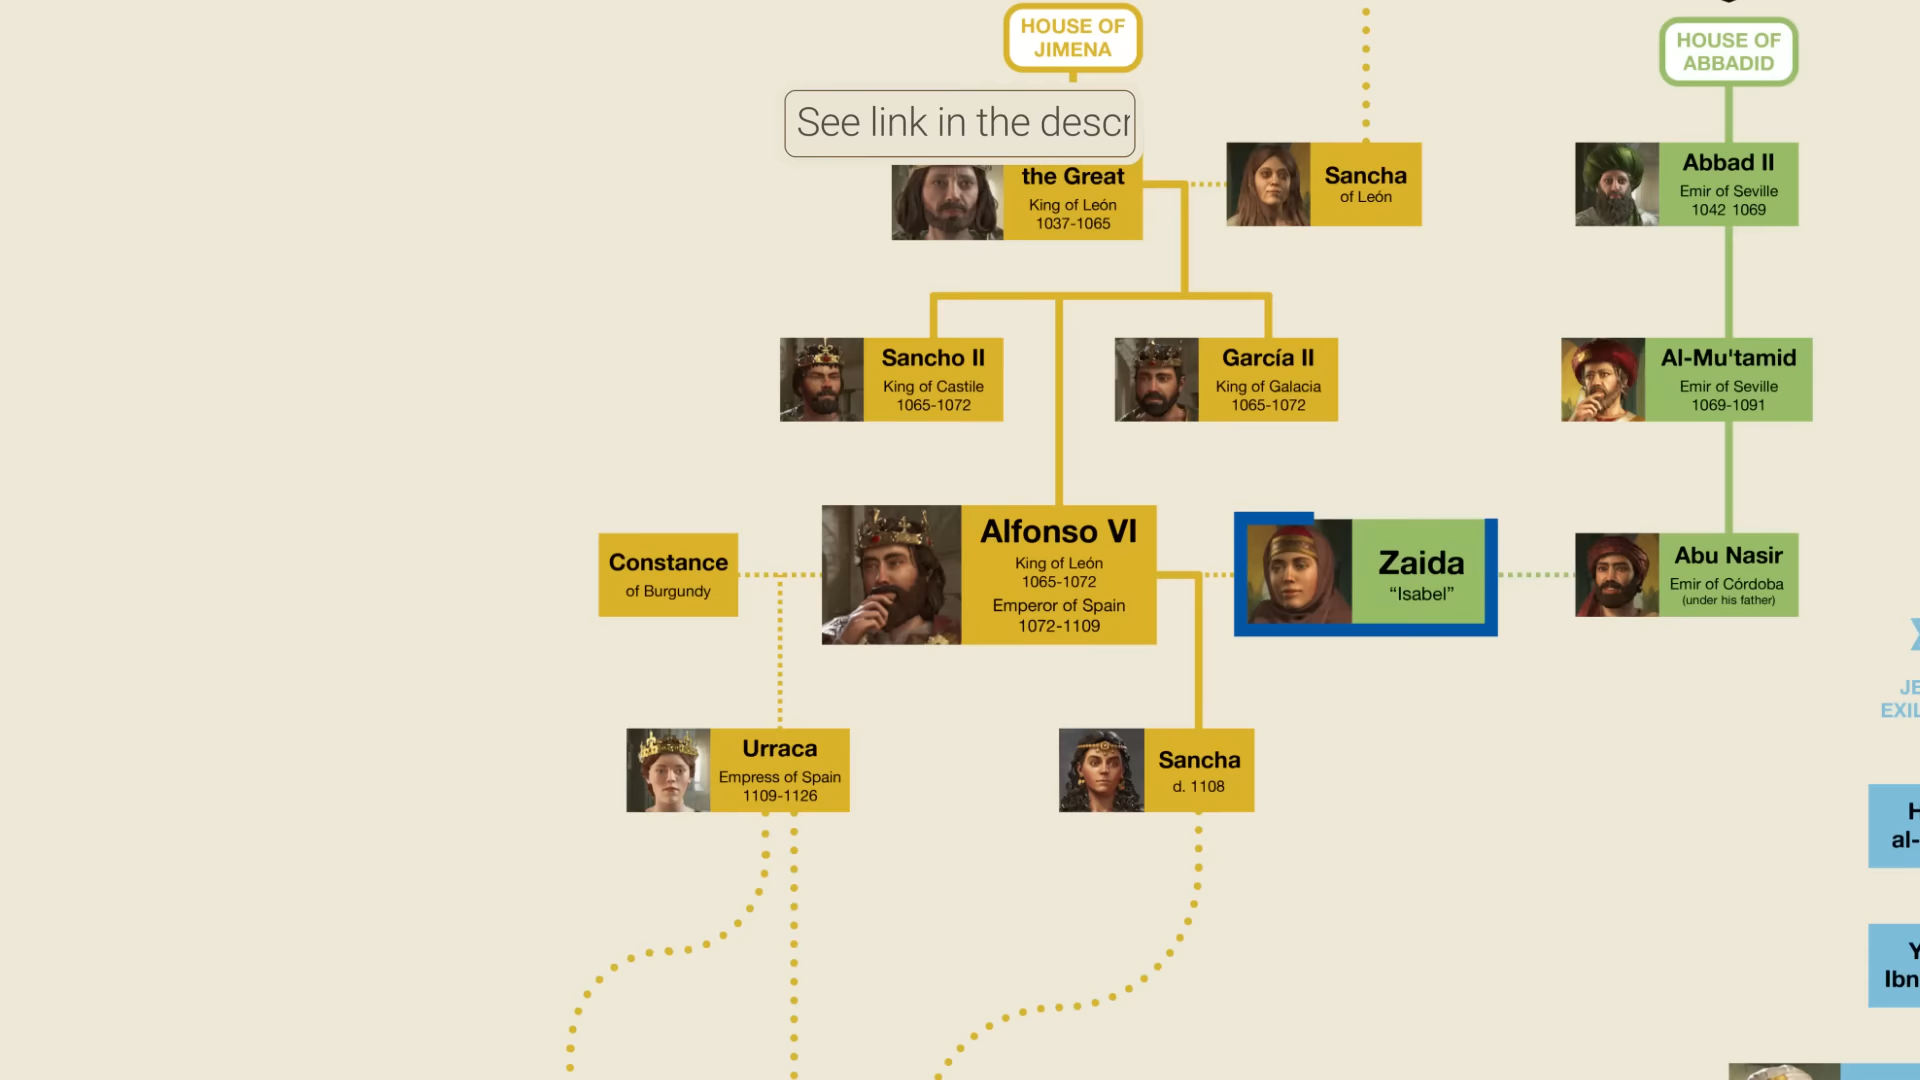 HOUSE OF
JIMENA
HOUSE OF
ABBADID
See link in the descr
the Great
King of León
1037-1065
Sancha
of León
Abbad II
Emir of Seville
1042 1069
Sancho II
King of Castile
1065-1072
García II
King of Galacia
1065-1072
Al-Mu'tamid
Emir of Seville
1069-1091
Constance
of Burgundy
Alfonso VI
King of León
1065-1072
Emperor of Spain
1072-1109
Zaida
“Isabel”
Abu Nasir
Emir of Córdoba
(under his father)
JE
EXIL
Urraca
Empress of Spain
1109-1126
Sancha
d. 1108
H
al-
Y
Ibn